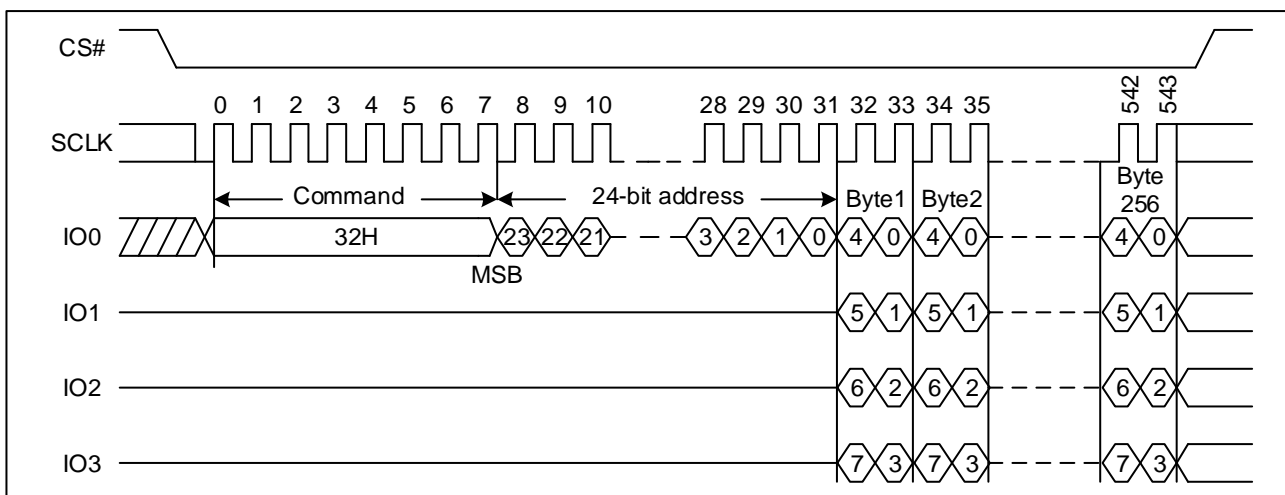 CS#
0 1 2 3 4 5 6 7 8 9 10 28 29 30 31 32 33 34 35 542 543
SCLK
Command 24-bit address Byte1 Byte2 Byte
256
IO0 32H 23 22 21 3 2 1 0 4 0 4 0 4 0
MSB
IO1 5 1 5 1 5 1
IO2 6 2 6 2 6 2
IO3 7 3 7 3 7 3